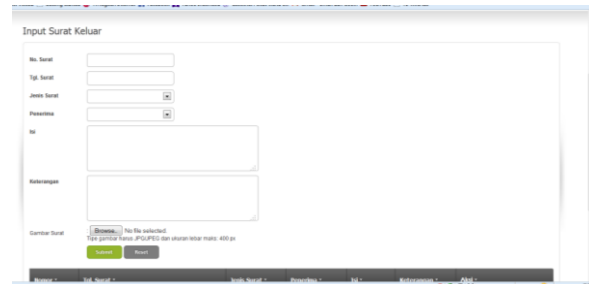 Input Surat Keluar
No. Surat
Tgl. Surat
Jenis Surat
Penerima
Isi
Keterangan
Gambar Surat
Browse_ No file selected.
Tipe gambar harus JPG/JPEG dan ukuran lebar maks: 400 px
Submit Reset
Nomor Tgl. Surat Jenis Surat Penerima Isi Keterangan Aksi